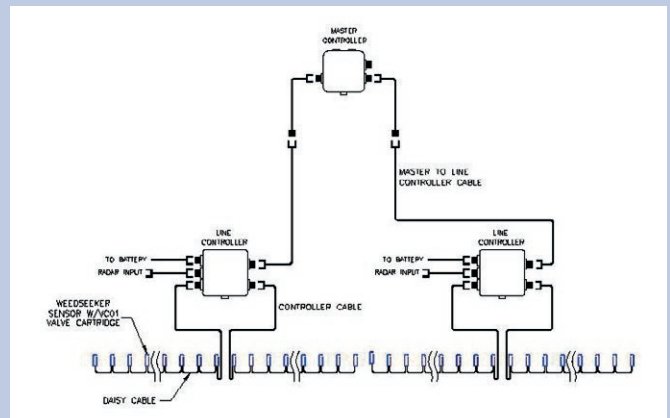 MASTER
CONTROLLER
MASTER TO LINE
CONTROLLER CABLE
LINE
CONTROLLER
TO BATTERY
RADAR INPUT
CONTROLLER CABLE
LINE
CONTROLLER
TO BATTERY
RADAR INPUT
WEEDSEEKER
SENSOR W/VC01
VALVE CARTRIDGE
DAISY CABLE